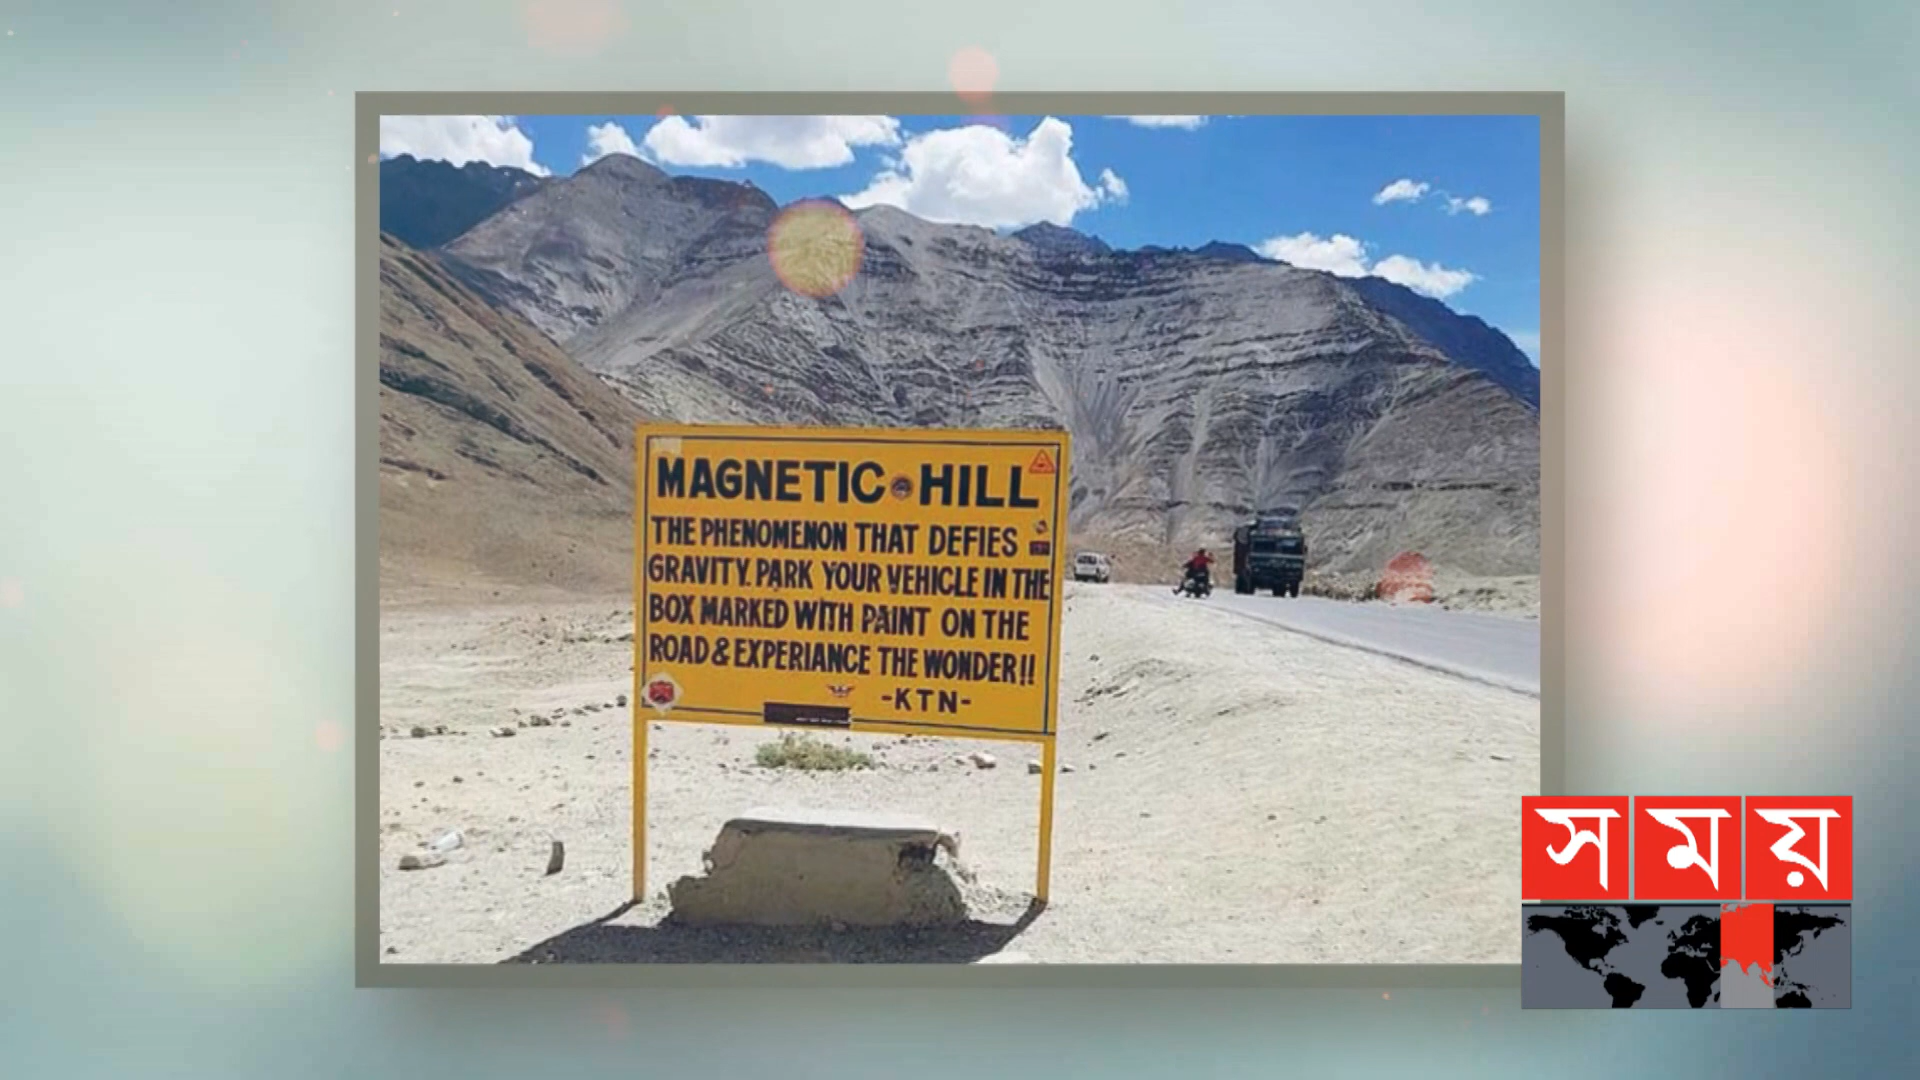 MAGNETIC HILL
THE PHENOMENON THAT DEFIES
GRAVITY. PARK YOUR VEHICLE IN THE
BOX MARKED WITH PAINT ON THE
ROAD & EXPERIANCE THE WONDER!!
-KTN-
সময়